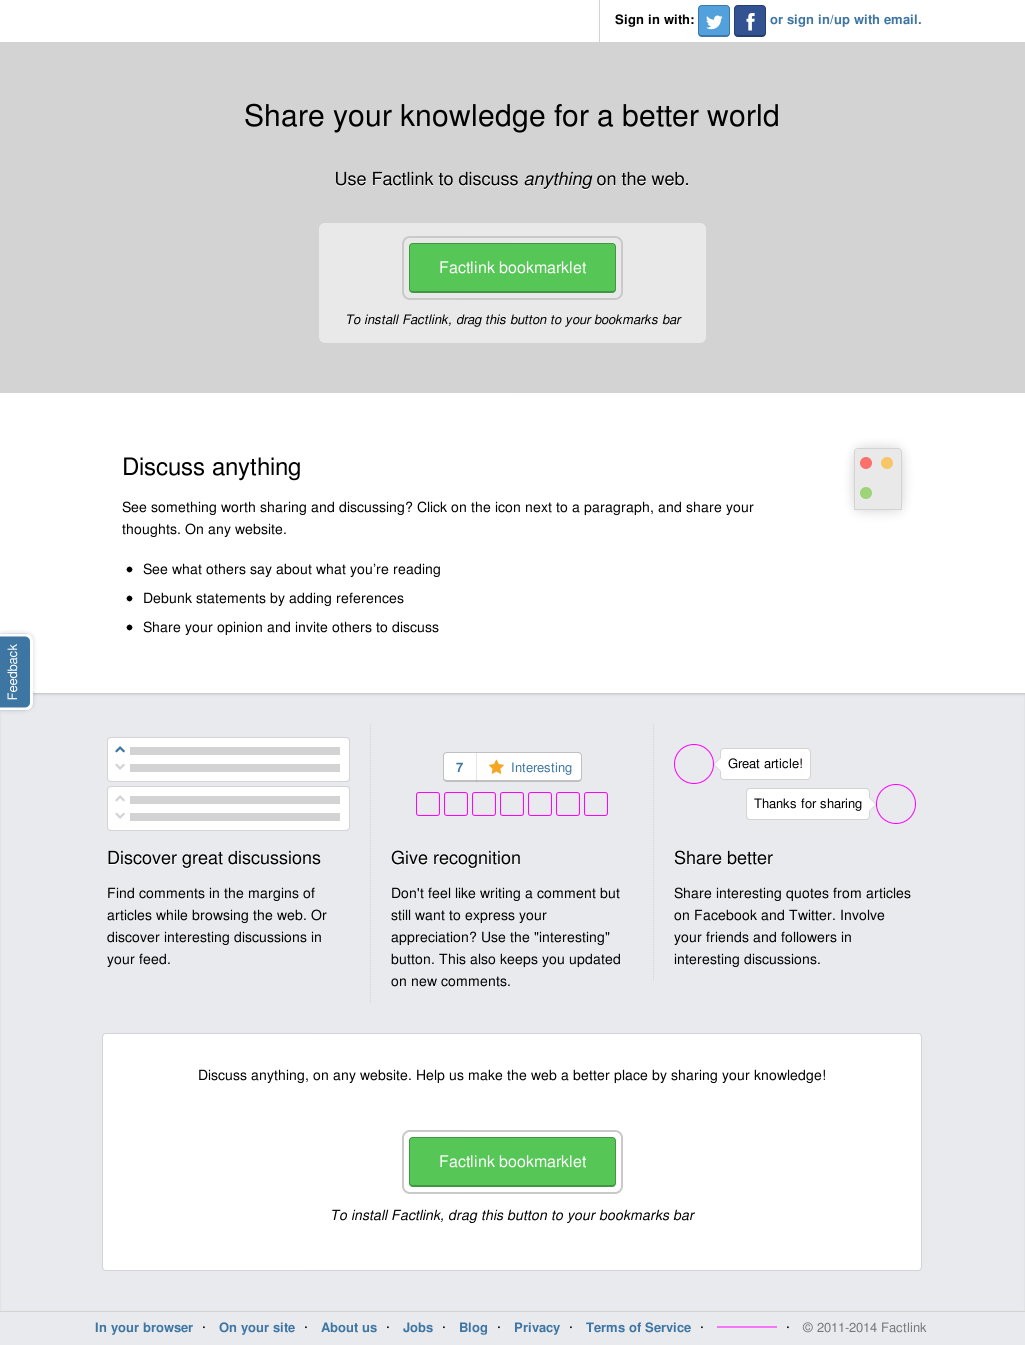 Sign in with: or sign in/up with email.
Share your knowledge for a better world
Use Factlink to discuss anything on the web.
Factlink bookmarklet
To install Factlink, drag this button to your bookmarks bar
Discuss anything
See something worth sharing and discussing? Click on the icon next to a paragraph, and share your
thoughts. On any website.
• See what others say about what you’re reading
• Debunk statements by adding references
• Share your opinion and invite others to discuss
Feedback
Discover great discussions
Find comments in the margins of
articles while browsing the web. Or
discover interesting discussions in
your feed.
7 Interesting
Give recognition
Don't feel like writing a comment but
still want to express your
appreciation? Use the "interesting"
button. This also keeps you updated
on new comments.
Great article!
Thanks for sharing
Share better
Share interesting quotes from articles
on Facebook and Twitter. Involve
your friends and followers in
interesting discussions.
Discuss anything, on any website. Help us make the web a better place by sharing your knowledge!
Factlink bookmarklet
To install Factlink, drag this button to your bookmarks bar
In your browser · On your site · About us · Jobs · Blog · Privacy · Terms of Service · · © 2011-2014 Factlink